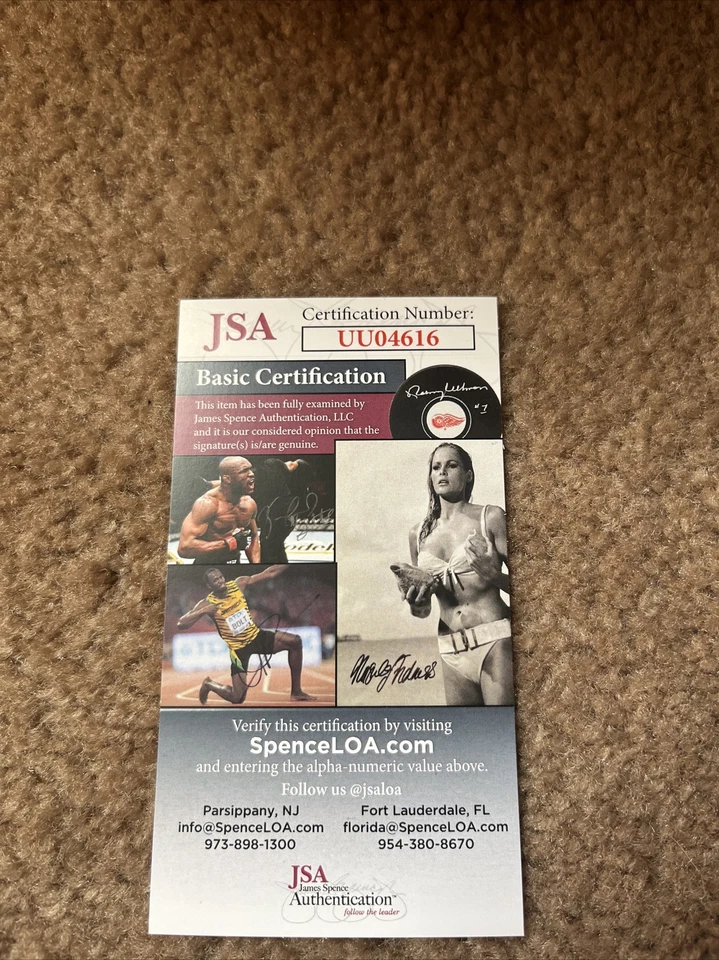 JSA
Certification Number:
UU04616
Basic Certification
This item has been fully examined by
James Spence Authentication, LLC
and it is our considered opinion that the
signature(s) is/are genuine.
#7
BOLT
Verify this certification by visiting
SpenceLOA.com
and entering the alpha-numeric value above.
Follow us @jsaloa
Parsippany, NJ
info@SpenceLOA.com
973-898-1300
Fort Lauderdale, FL
florida@SpenceLOA.com
954-380-8670
JSA
James Spence
Authentication
follow the leader